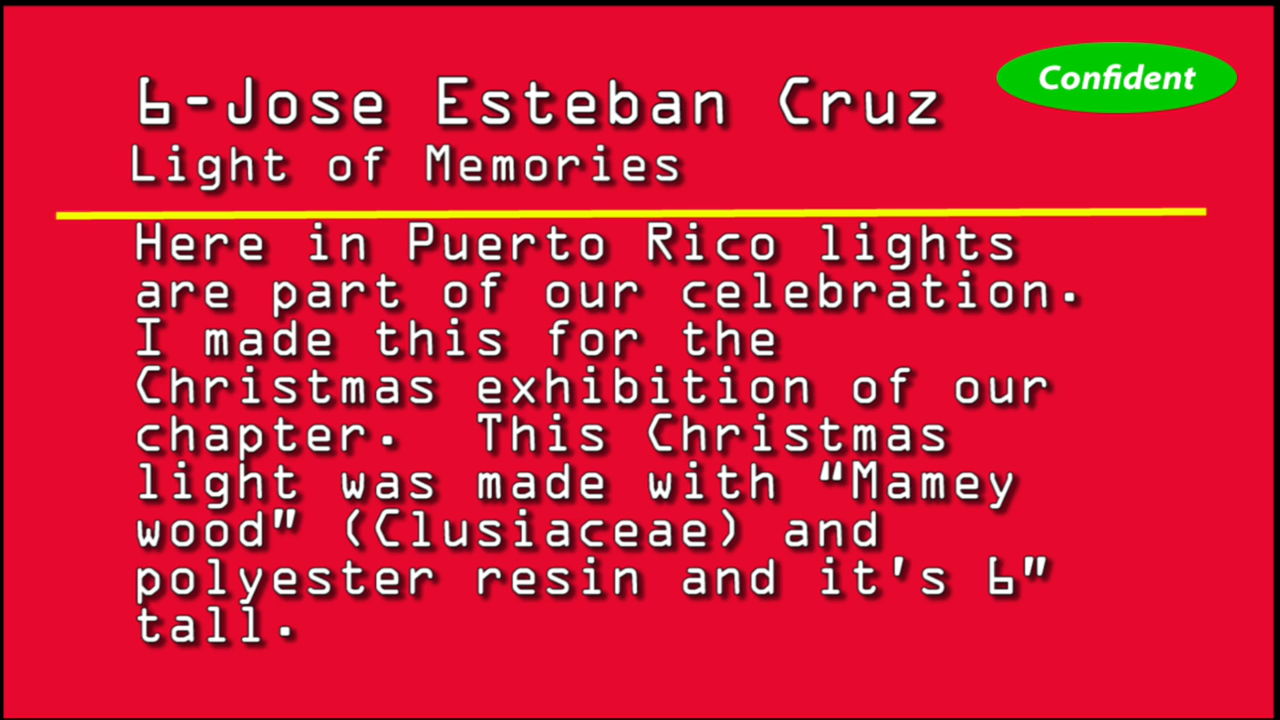 6-Jose Esteban Cruz
Confident
Light of Memories
Here in Puerto Rico lights
are part of our celebration.
I made this for the
Christmas exhibition of our
chapter.  This Christmas
light was made with “Mamey
wood” (Clusiaceae) and
polyester resin and it’s 6”
tall.